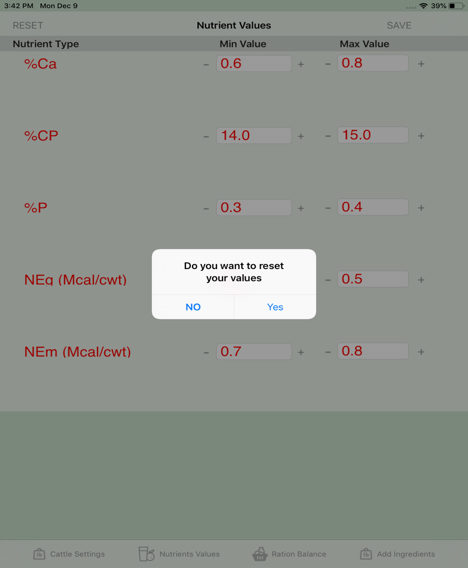 3:42 PM Mon Dec 9 39%
RESET Nutrient Values SAVE
Nutrient Type Min Value Max Value
%Ca - 0.6 + - 0.8 +
%CP - 14.0 + - 15.0 +
%P - 0.3 + - 0.4 +
Do you want to reset
your values
NEg (Mcal/cwt) - 0.5 +
NO Yes
NEm (Mcal/cwt) - 0.7 + - 0.8 +
Cattle Settings Nutrients Values Ration Balance Add Ingredients